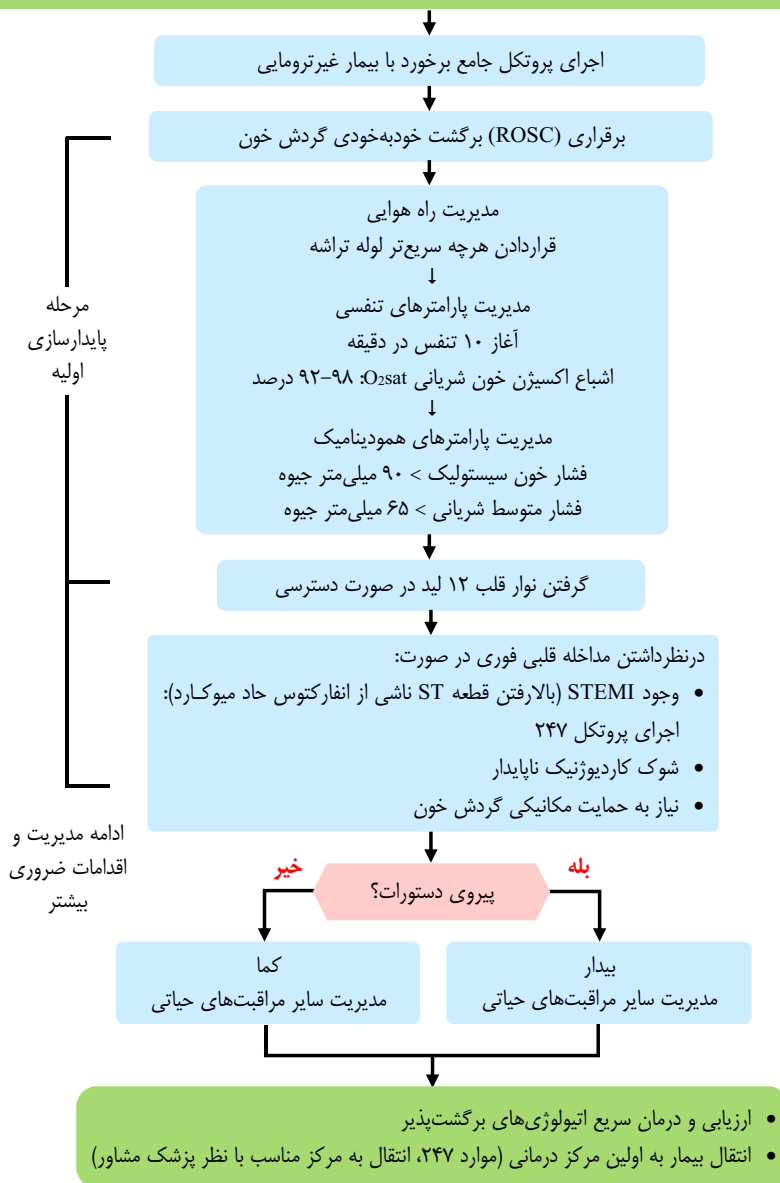 اجرای پروتکل جامع برخورد با بیمار غیرترومایی
برقراری (ROSC) برگشت خودبه‌خودی گردش خون
مدیریت راه هوایی
قراردادن هرچه سریع‌تر لوله تراشه
↓
مدیریت پارامترهای تنفسی
آغاز ۱۰ تنفس در دقیقه
اشباع اکسیژن خون شریانی O₂sat: ۹۲–۹۸ درصد
↓
مدیریت پارامترهای همودینامیک
فشار خون سیستولیک > ۹۰ میلی‌متر جیوه
فشار متوسط شریانی > ۶۵ میلی‌متر جیوه
مرحله
پایدارسازی
اولیه
گرفتن نوار قلب ۱۲ لید در صورت دسترسی
درنظرداشتن مداخله قلبی فوری در صورت:
• وجود STEMI (بالارفتن قطعه ST ناشی از انفارکتوس حاد میوکـارد):
اجرای پروتکل ۲۴۷
• شوک کاردیوژنیک ناپایدار
• نیاز به حمایت مکانیکی گردش خون
ادامه مدیریت و
اقدامات ضروری
بیشتر
پیروی دستورات؟
بله
خیر
بیدار
مدیریت سایر مراقبت‌های حیاتی
کما
مدیریت سایر مراقبت‌های حیاتی
• ارزیابی و درمان سریع اتیولوژی‌های برگشت‌پذیر
• انتقال بیمار به اولین مرکز درمانی (موارد ۲۴۷، انتقال به مرکز مناسب با نظر پزشک مشاور)